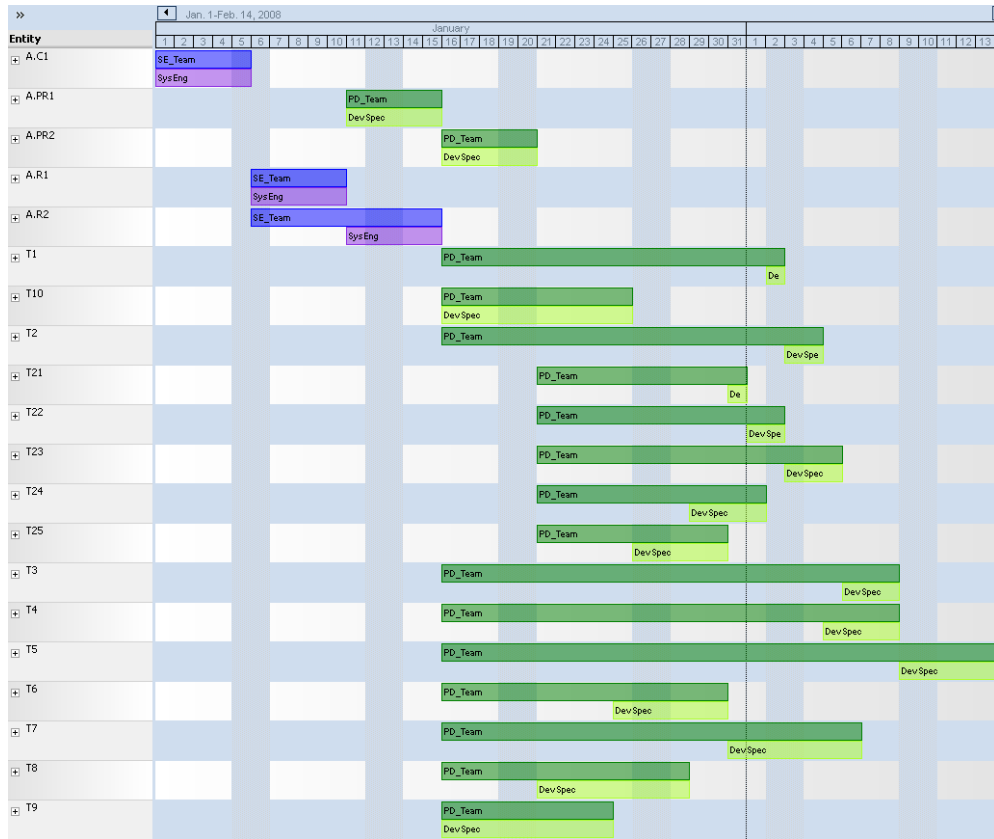 »
Jan. 1-Feb. 14, 2008
January
Entity
1 2 3 4 5 6 7 8 9 10 11 12 13 14 15 16 17 18 19 20 21 22 23 24 25 26 27 28 29 30 31 1 2 3 4 5 6 7 8 9 10 11 12 13
A.C1
SE_Team
SysEng
A.PR1
PD_Team
DevSpec
A.PR2
PD_Team
DevSpec
A.R1
SE_Team
SysEng
A.R2
SE_Team
SysEng
T1
PD_Team
De
T10
PD_Team
DevSpec
T2
PD_Team
DevSpe
T21
PD_Team
De
T22
PD_Team
DevSpe
T23
PD_Team
DevSpec
T24
PD_Team
DevSpec
T25
PD_Team
DevSpec
T3
PD_Team
DevSpec
T4
PD_Team
DevSpec
T5
PD_Team
DevSpec
T6
PD_Team
DevSpec
T7
PD_Team
DevSpec
T8
PD_Team
DevSpec
T9
PD_Team
DevSpec